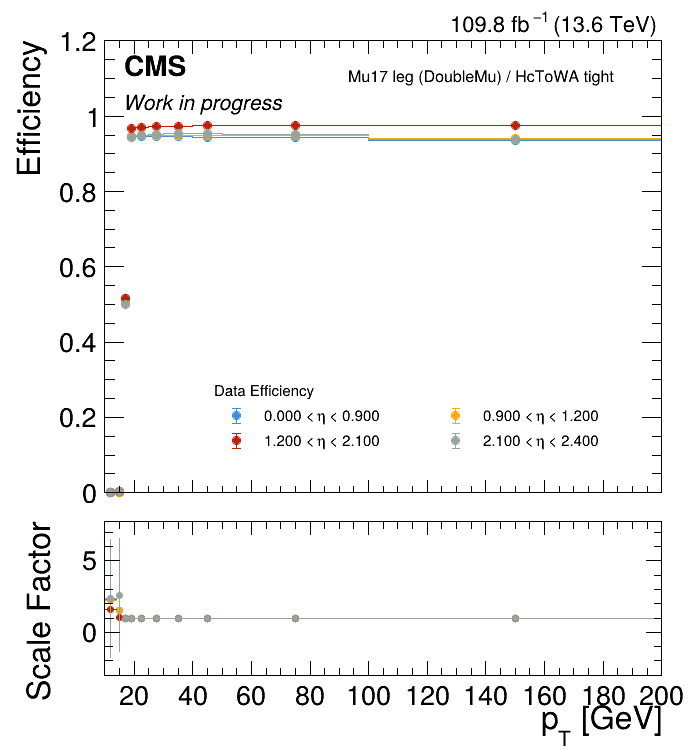 109.8 fb⁻¹ (13.6 TeV)
CMS
Mu17 leg (DoubleMu) / HcToWA tight
Work in progress
Efficiency
1.2
1
0.8
0.6
0.4
0.2
0
Data Efficiency
0.000 < η < 0.900
0.900 < η < 1.200
1.200 < η < 2.100
2.100 < η < 2.400
Scale Factor
5
0
20 40 60 80 100 120 140 160 180 200
p_T [GeV]